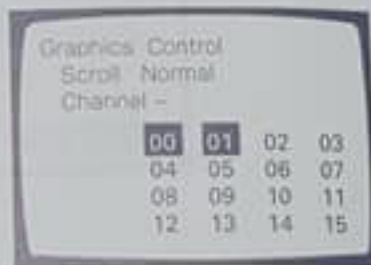 Graphics Control
Scroll Normal
Channel -
00 01 02 03
04 05 06 07
08 09 10 11
12 13 14 15